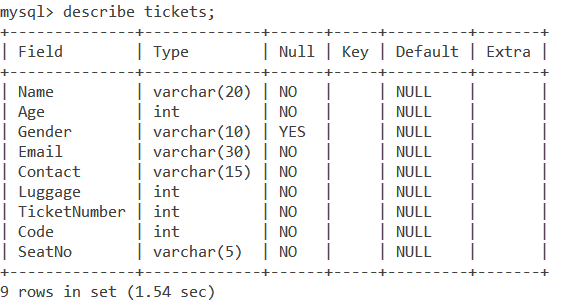 mysql> describe tickets;
+--------------+-------------+------+-----+---------+-------+
| Field        | Type        | Null | Key | Default | Extra |
+--------------+-------------+------+-----+---------+-------+
| Name         | varchar(20) | NO   |     | NULL    |       |
| Age          | int         | NO   |     | NULL    |       |
| Gender       | varchar(10) | YES  |     | NULL    |       |
| Email        | varchar(30) | NO   |     | NULL    |       |
| Contact      | varchar(15) | NO   |     | NULL    |       |
| Luggage      | int         | NO   |     | NULL    |       |
| TicketNumber | int         | NO   |     | NULL    |       |
| Code         | int         | NO   |     | NULL    |       |
| SeatNo       | varchar(5)  | NO   |     | NULL    |       |
+--------------+-------------+------+-----+---------+-------+
9 rows in set (1.54 sec)